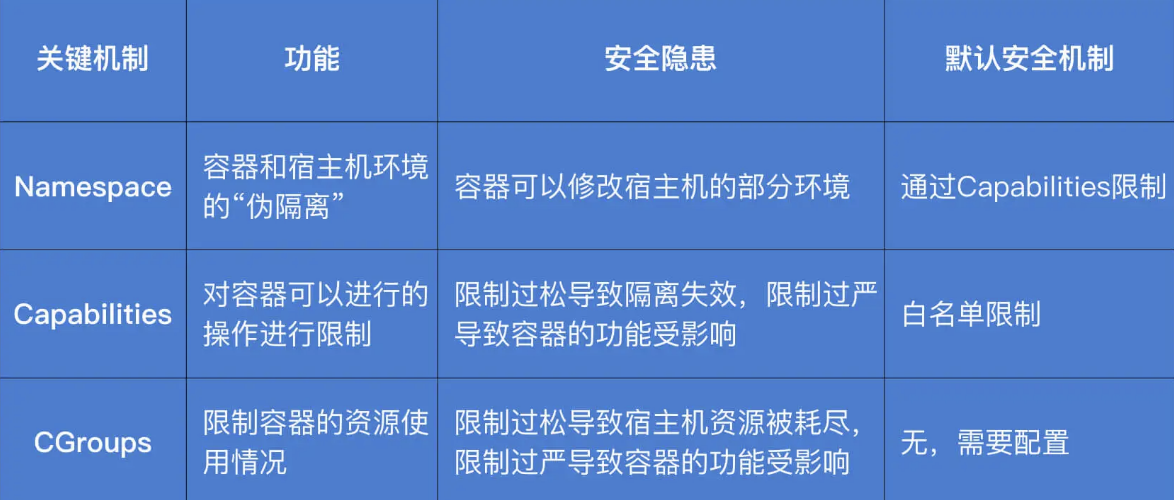 关键机制
功能
安全隐患
默认安全机制
Namespace
容器和宿主机环境
的“伪隔离”
容器可以修改宿主机的部分环境
通过Capabilities限制
Capabilities
对容器可以进行的
操作进行限制
限制过松导致隔离失效，限制过严
导致容器的功能受影响
白名单限制
CGroups
限制容器的资源使
用情况
限制过松导致宿主机资源被耗尽，
限制过严导致容器的功能受影响
无，需要配置